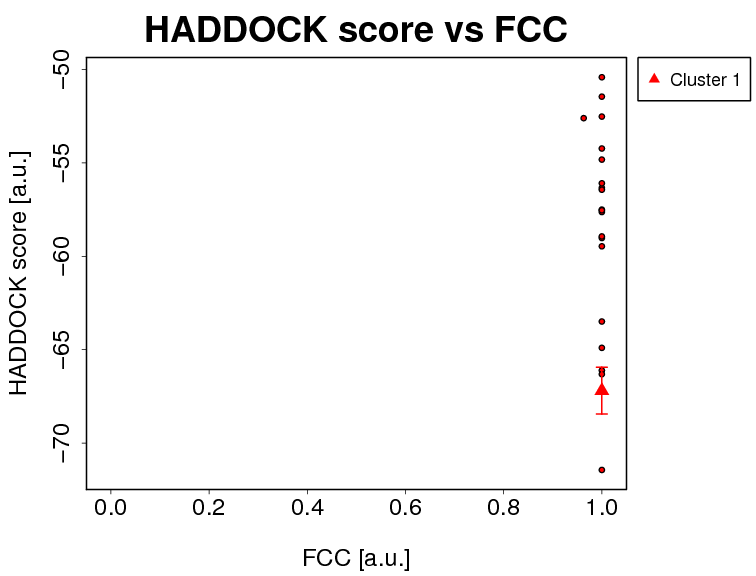 HADDOCK score vs FCC
Cluster 1
HADDOCK score [a.u.]
−50
−55
−60
−65
−70
0.0 0.2 0.4 0.6 0.8 1.0
FCC [a.u.]